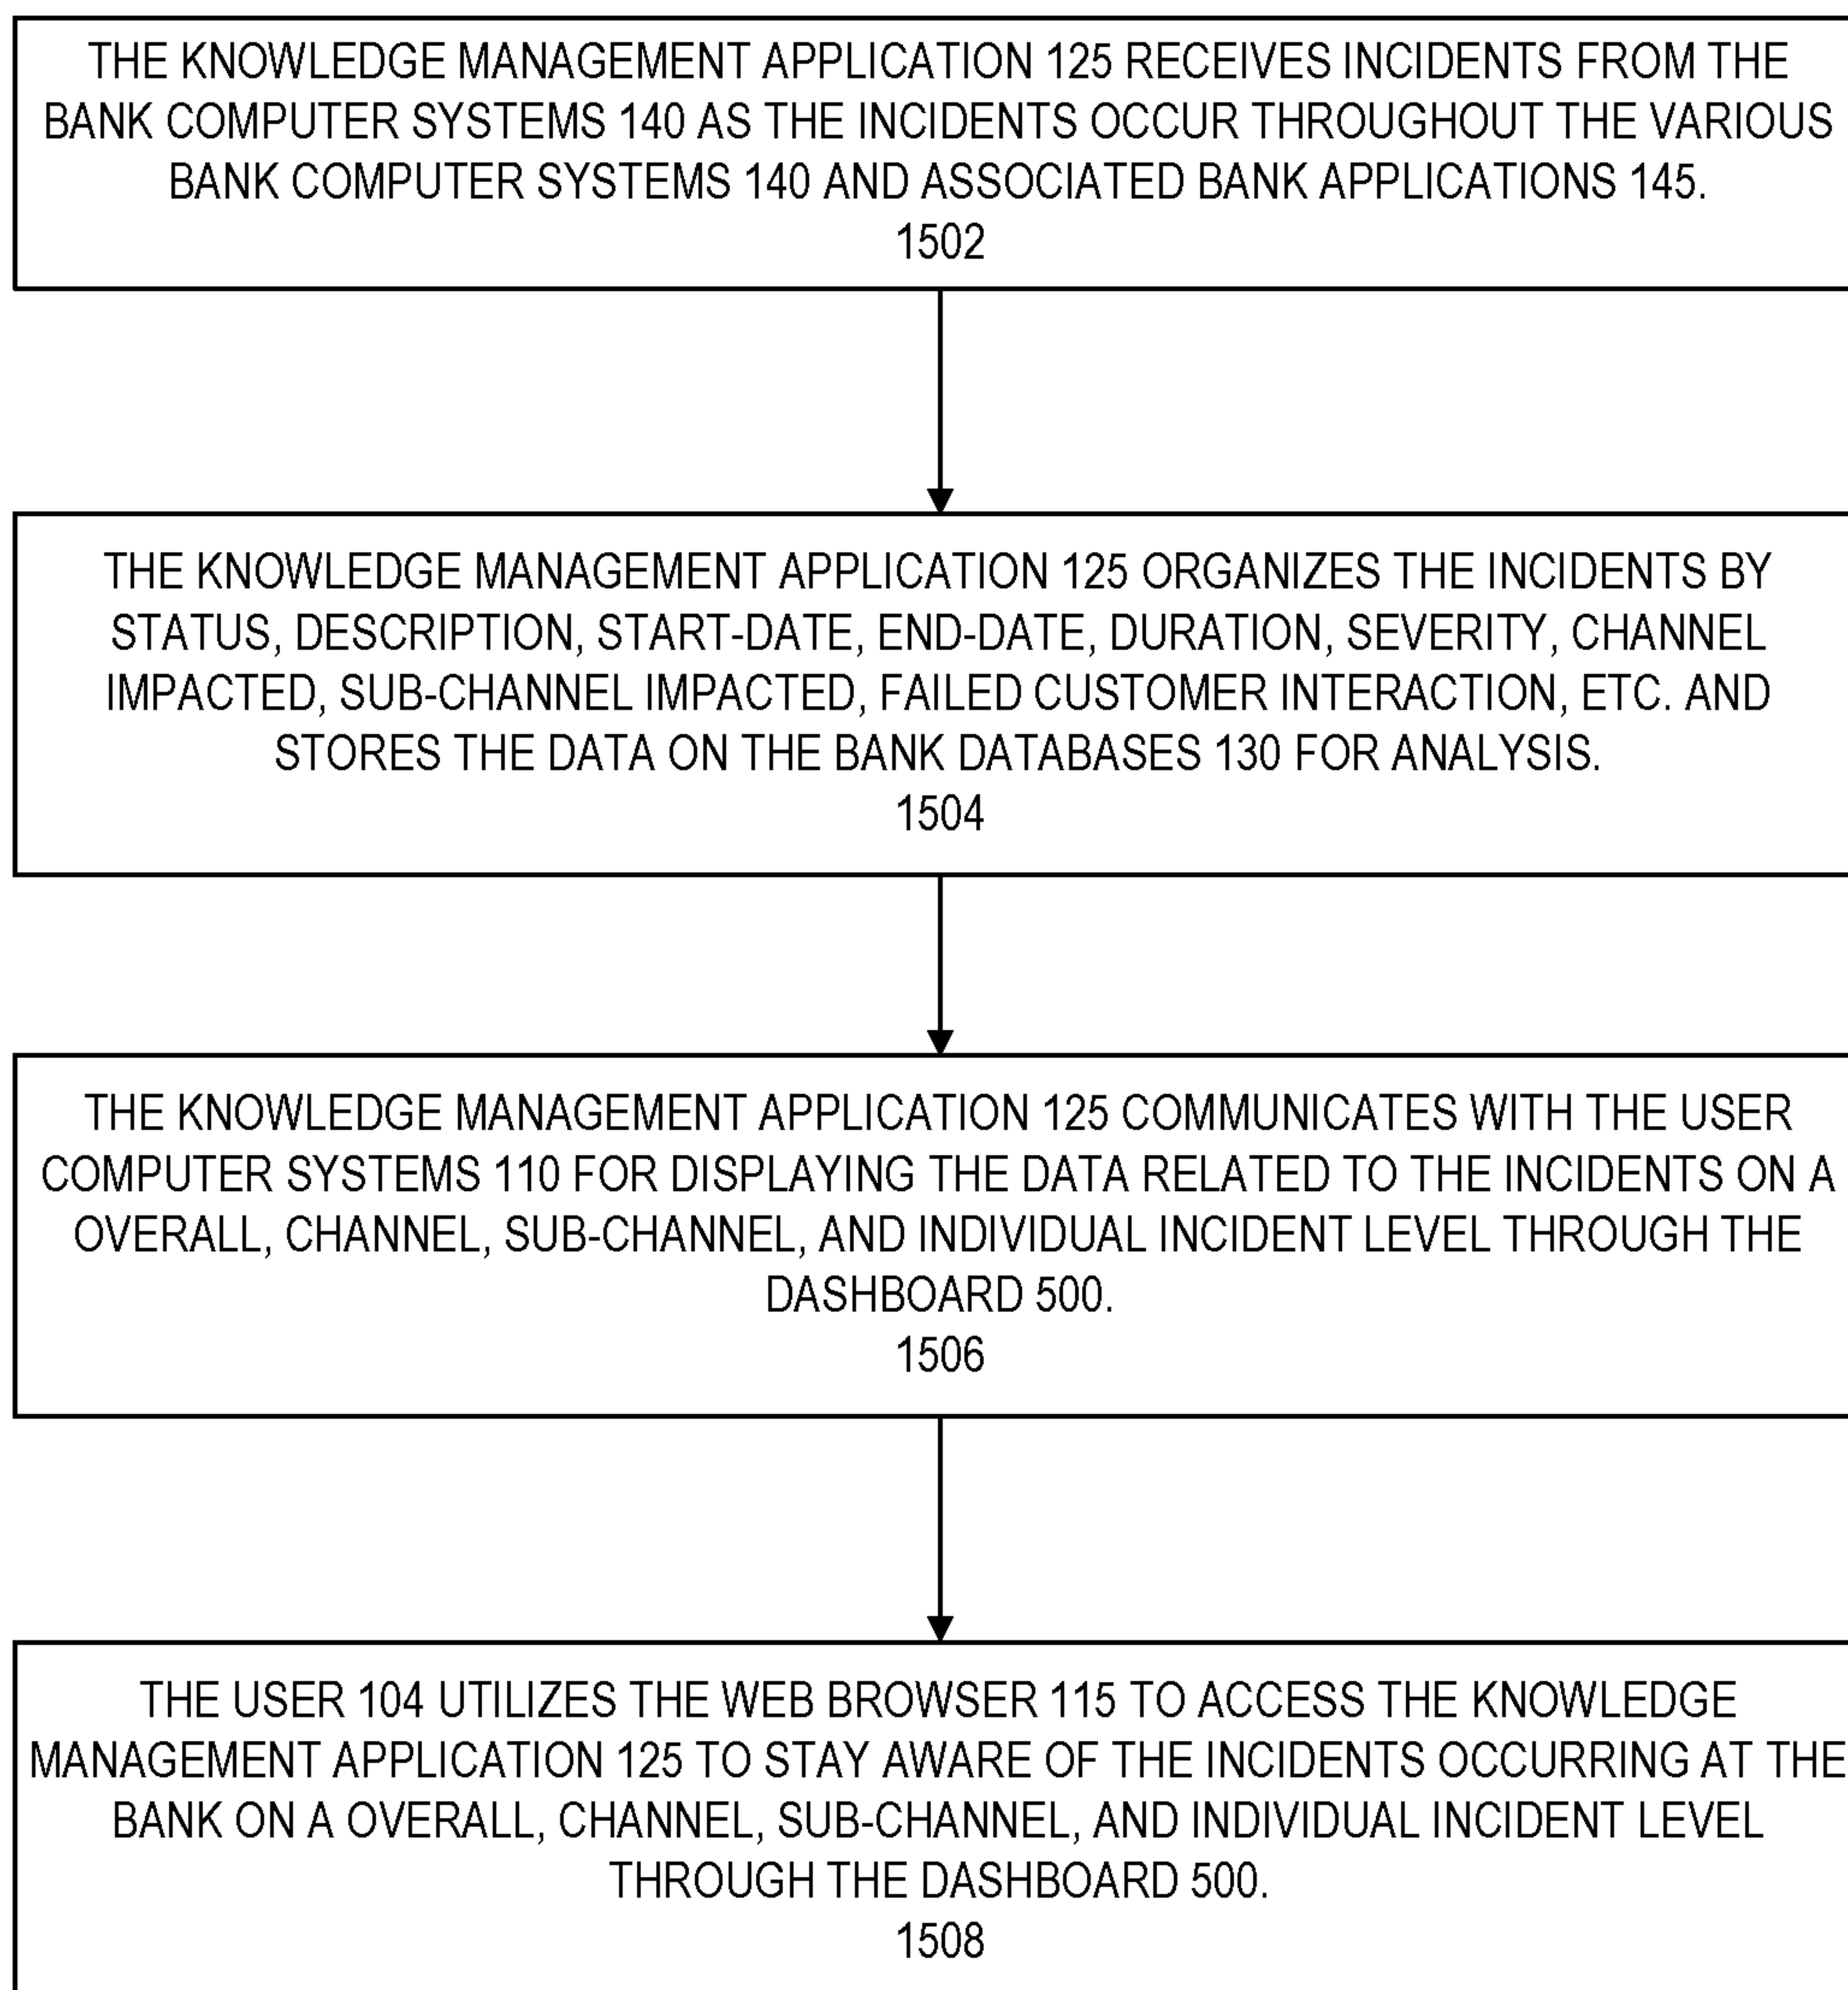 THE KNOWLEDGE MANAGEMENT APPLICATION 125 RECEIVES INCIDENTS FROM THE
BANK COMPUTER SYSTEMS 140 AS THE INCIDENTS OCCUR THROUGHOUT THE VARIOUS
BANK COMPUTER SYSTEMS 140 AND ASSOCIATED BANK APPLICATIONS 145.
1502
THE KNOWLEDGE MANAGEMENT APPLICATION 125 ORGANIZES THE INCIDENTS BY
STATUS, DESCRIPTION, START-DATE, END-DATE, DURATION, SEVERITY, CHANNEL
IMPACTED, SUB-CHANNEL IMPACTED, FAILED CUSTOMER INTERACTION, ETC. AND
STORES THE DATA ON THE BANK DATABASES 130 FOR ANALYSIS.
1504
THE KNOWLEDGE MANAGEMENT APPLICATION 125 COMMUNICATES WITH THE USER
COMPUTER SYSTEMS 110 FOR DISPLAYING THE DATA RELATED TO THE INCIDENTS ON A
OVERALL, CHANNEL, SUB-CHANNEL, AND INDIVIDUAL INCIDENT LEVEL THROUGH THE
DASHBOARD 500.
1506
THE USER 104 UTILIZES THE WEB BROWSER 115 TO ACCESS THE KNOWLEDGE
MANAGEMENT APPLICATION 125 TO STAY AWARE OF THE INCIDENTS OCCURRING AT THE
BANK ON A OVERALL, CHANNEL, SUB-CHANNEL, AND INDIVIDUAL INCIDENT LEVEL
THROUGH THE DASHBOARD 500.
1508